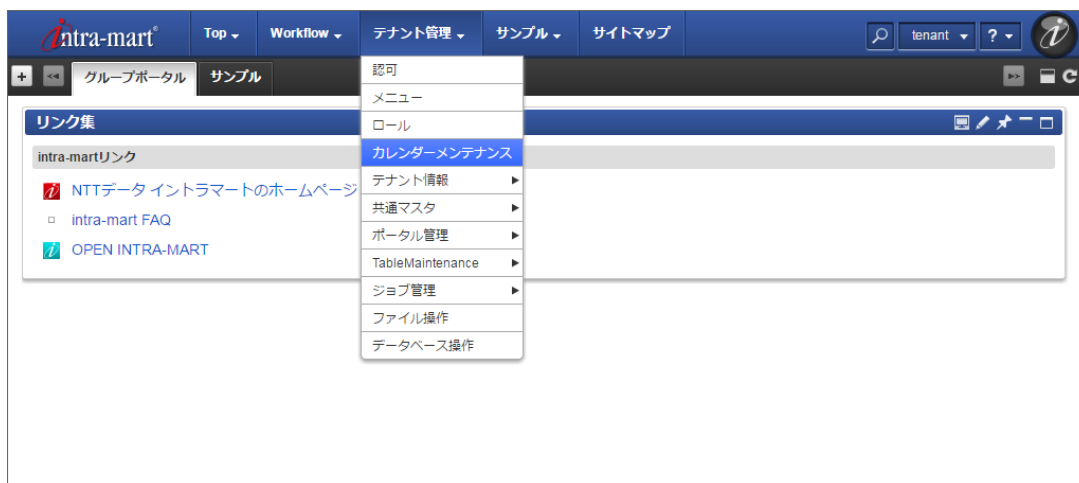 intra-mart® Top Workflow テナント管理 サンプル サイトマップ tenant ?
グループポータル サンプル
認可
メニュー
ロール
カレンダーメンテナンス
テナント情報
共通マスタ
ポータル管理
TableMaintenance
ジョブ管理
ファイル操作
データベース操作
リンク集
intra-martリンク
NTTデータ イントラマートのホームページ
intra-mart FAQ
OPEN INTRA-MART